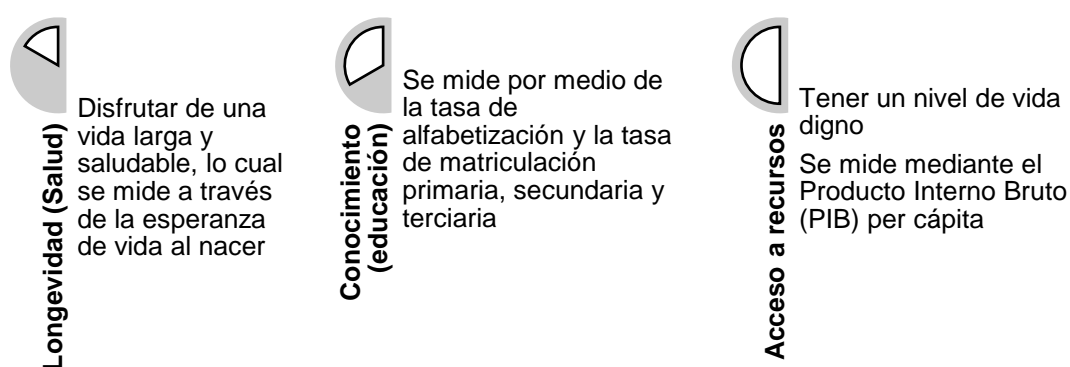 Longevidad (Salud)
Disfrutar de una
vida larga y
saludable, lo cual
se mide a través
de la esperanza
de vida al nacer
Conocimiento
(educación)
Se mide por medio de
la tasa de
alfabetización y la tasa
de matriculación
primaria, secundaria y
terciaria
Acceso a recursos
Tener un nivel de vida
digno
Se mide mediante el
Producto Interno Bruto
(PIB) per cápita